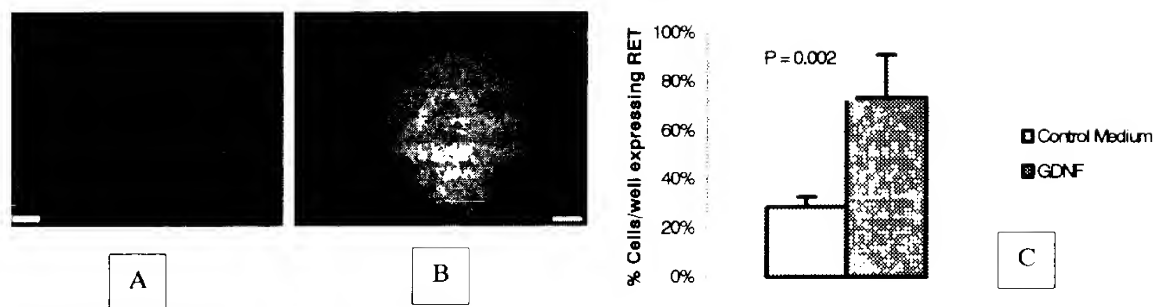 A
B
% Cells/well expressing RET
100%
80%
60%
40%
20%
0%
P = 0.002
Control Medium
GDNF
C